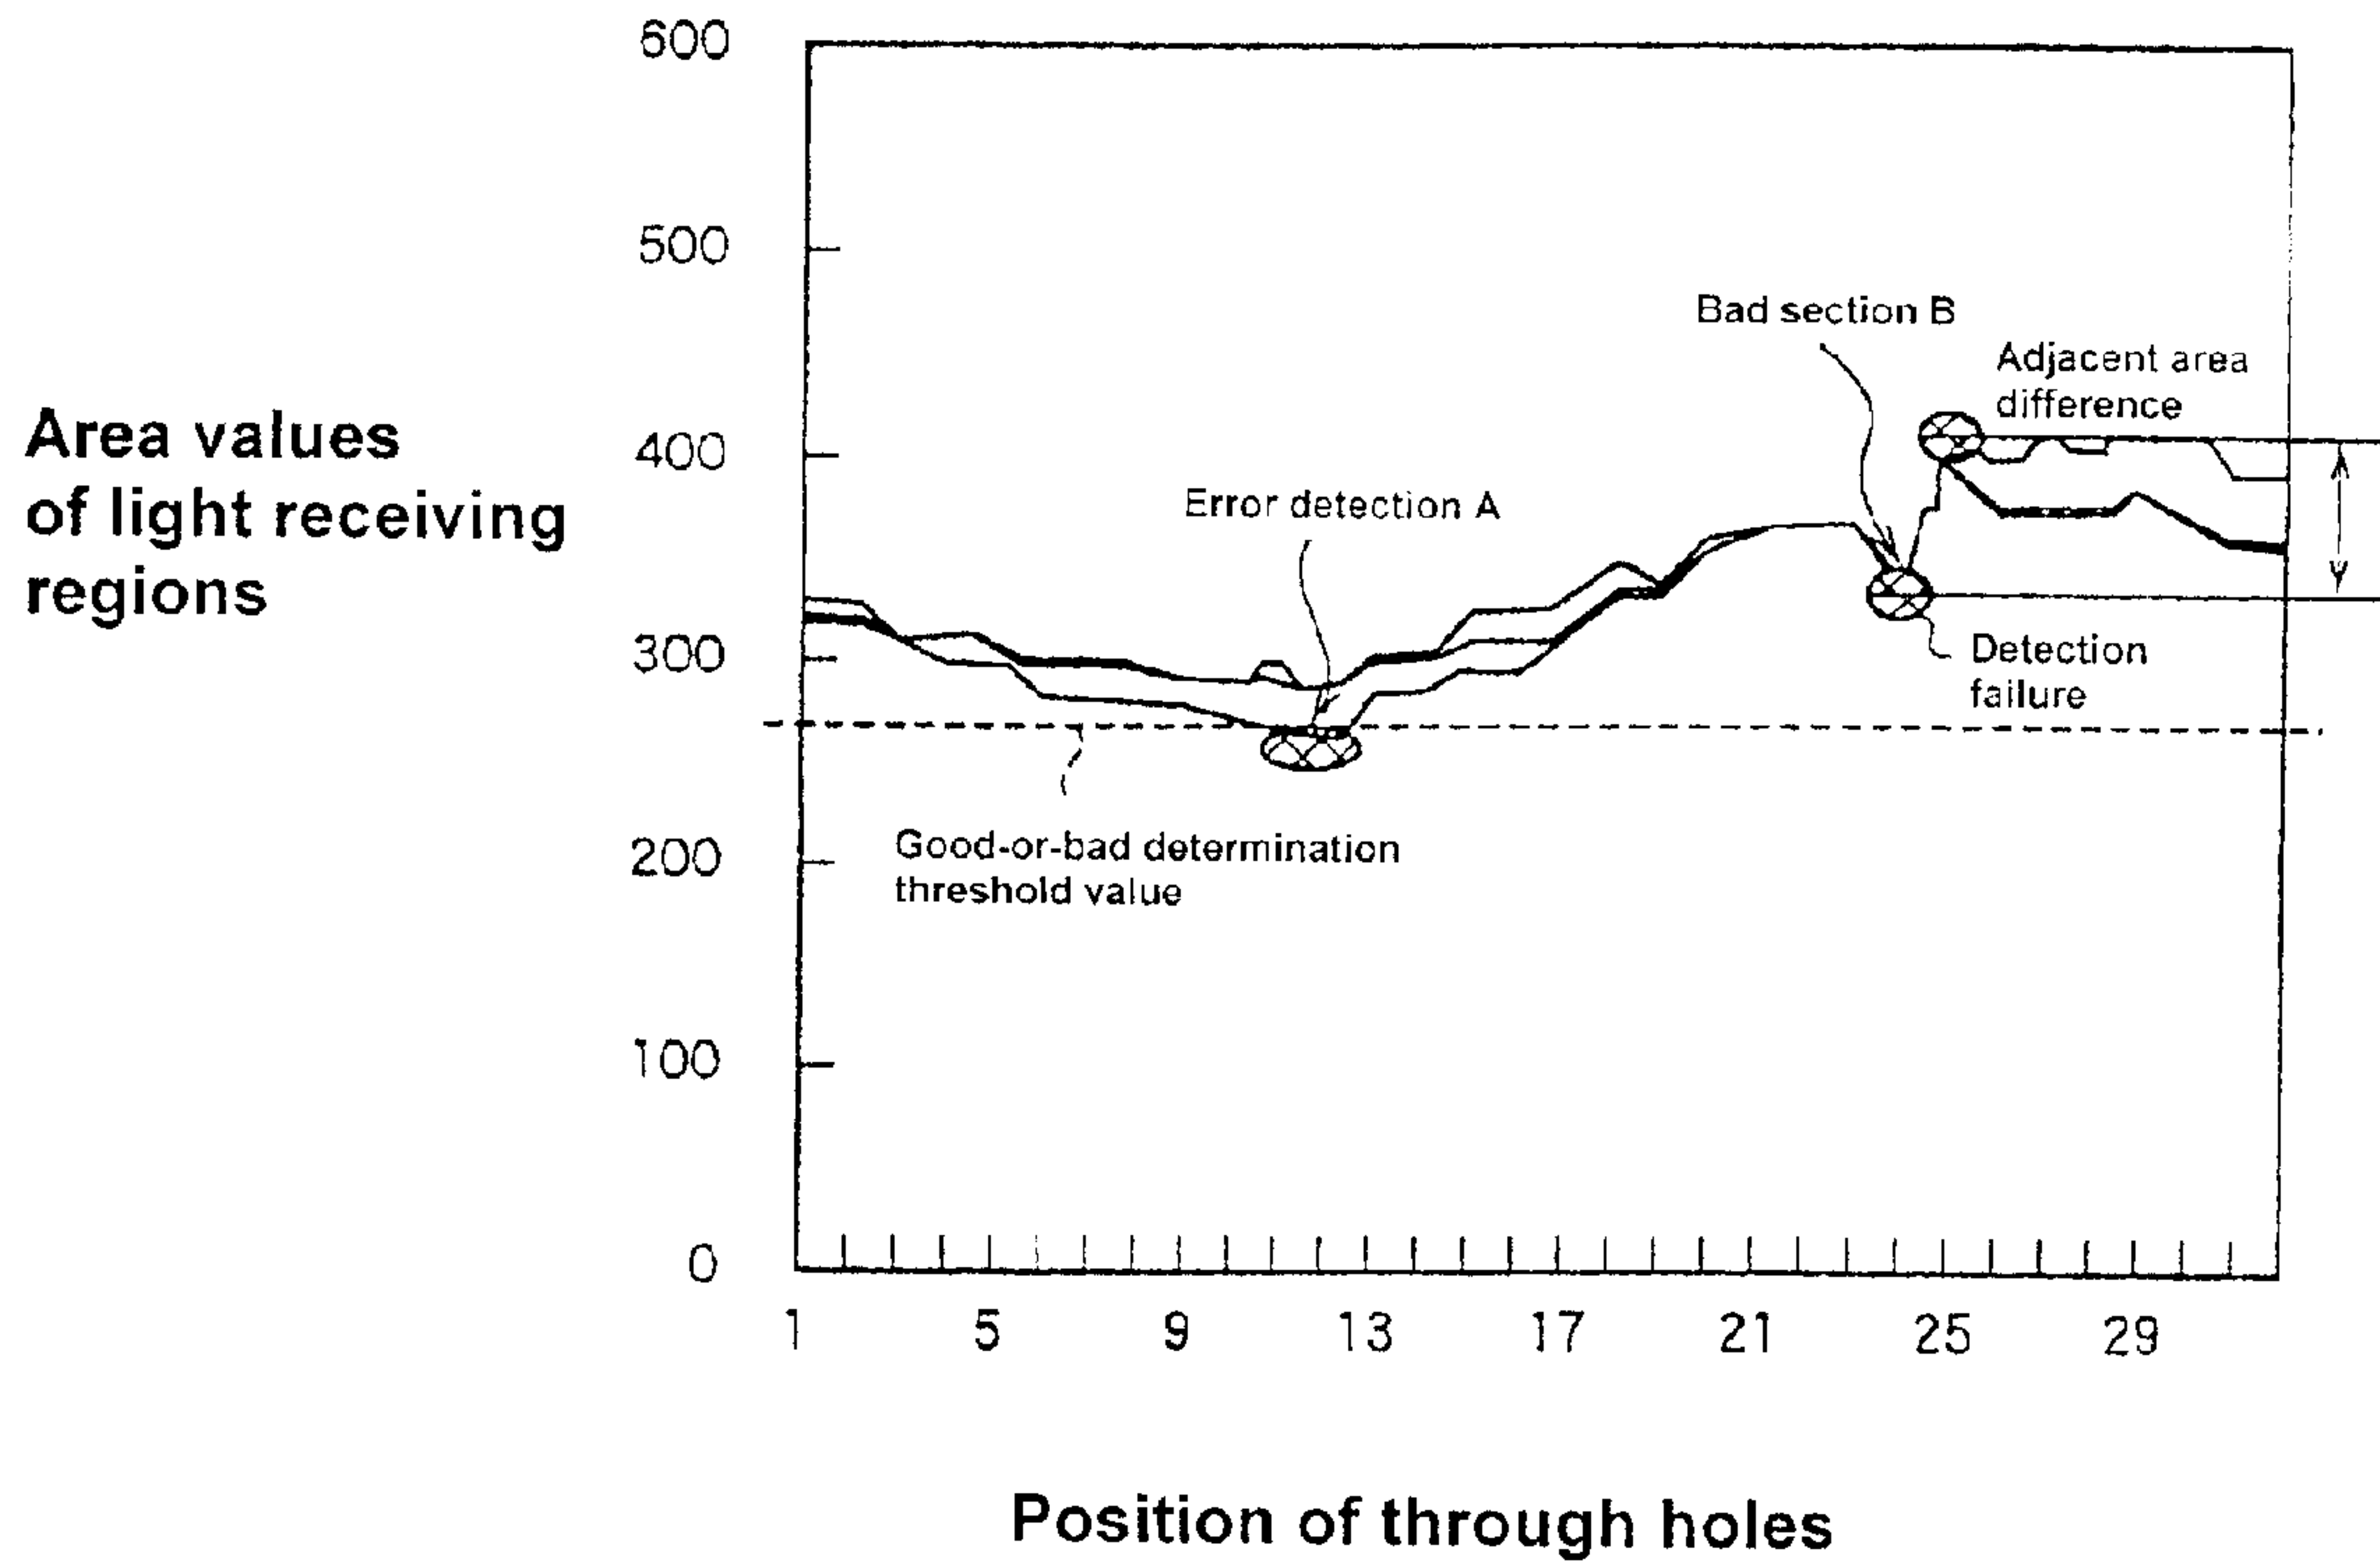 600
500
400
300
200
100
0
Area values
of light receiving
regions
Bad section B
Adjacent area
difference
Error detection A
Detection
failure
Good-or-bad determination
threshold value
1 5 9 13 17 21 25 29
Position of through holes